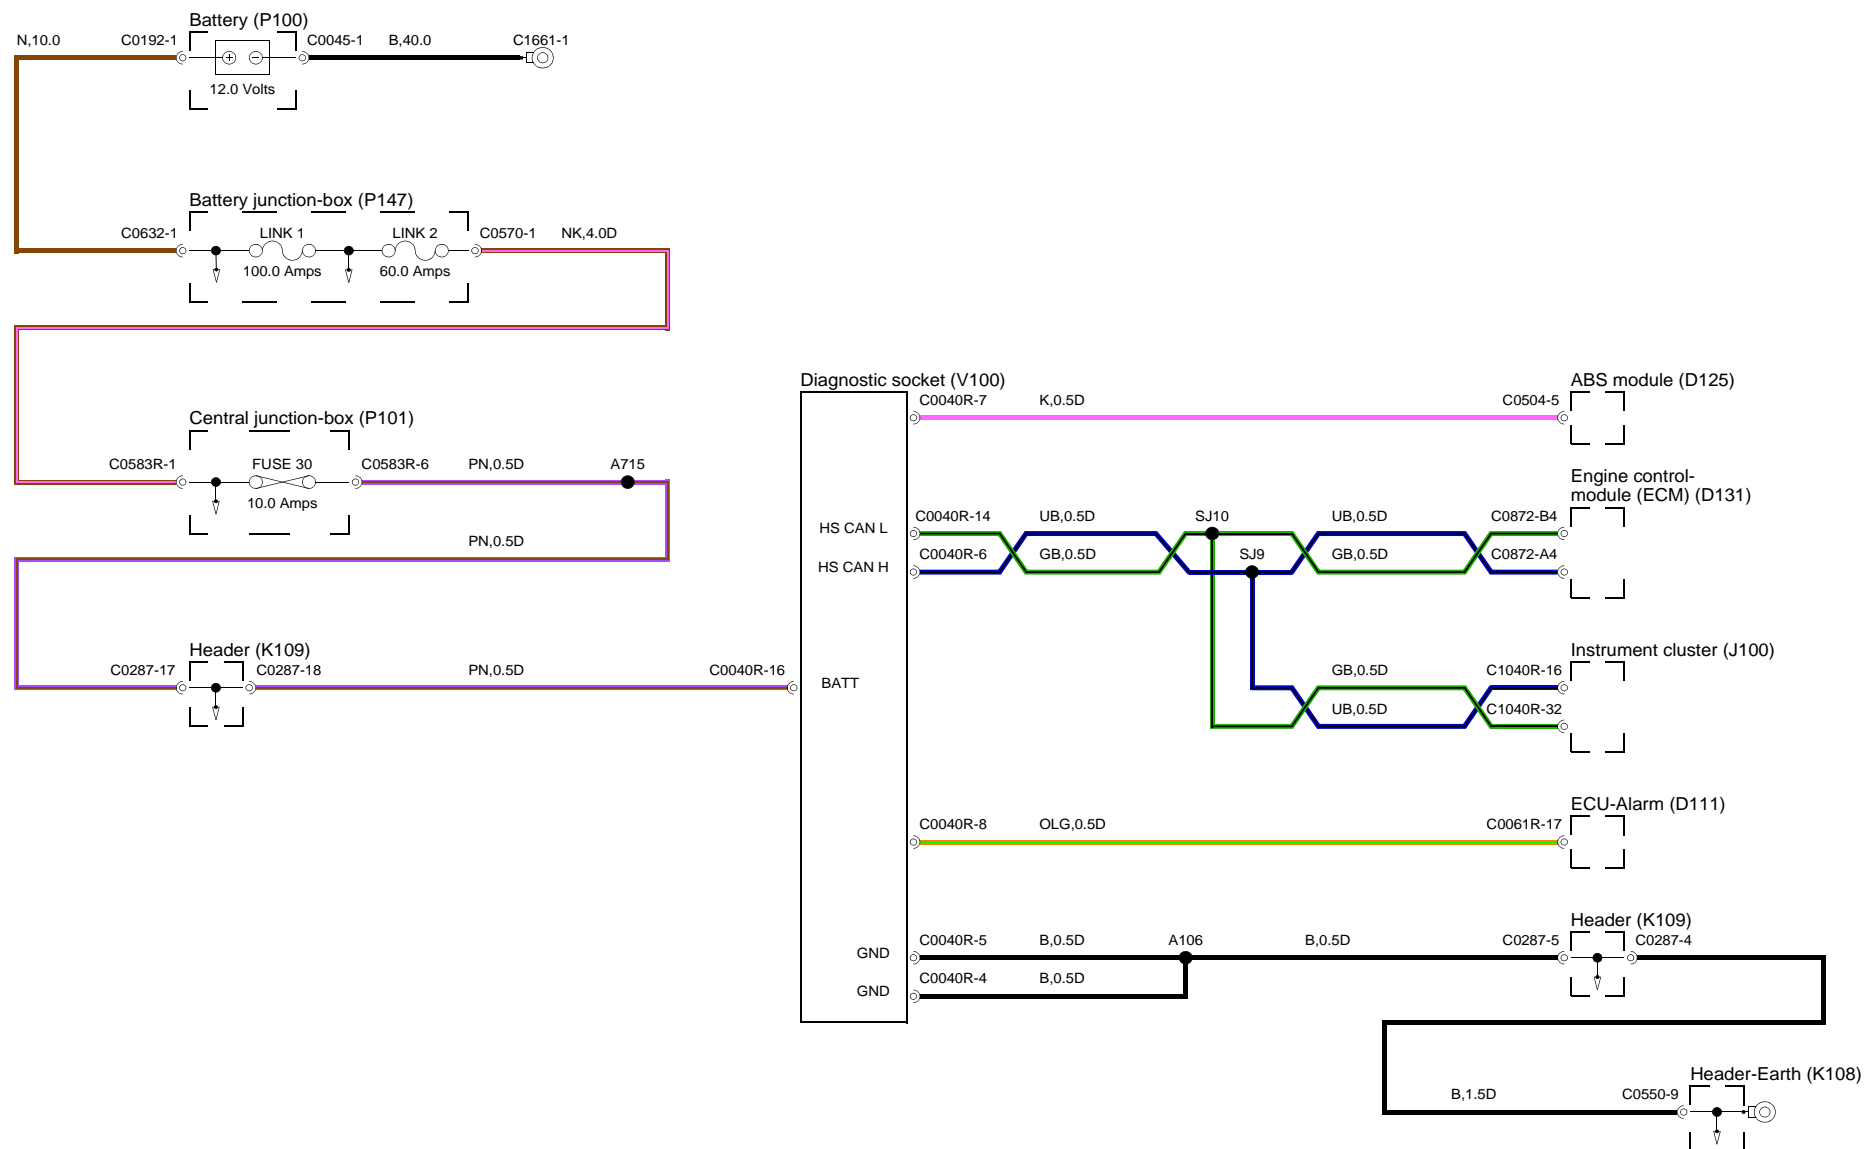 Battery (P100)
N,10.0
C0192-1
C0045-1
B,40.0
C1661-1
12.0 Volts
Battery junction-box (P147)
C0632-1
LINK 1
LINK 2
C0570-1
NK,4.0D
100.0 Amps
60.0 Amps
Central junction-box (P101)
C0583R-1
FUSE 30
C0583R-6
PN,0.5D
A715
10.0 Amps
PN,0.5D
Header (K109)
C0287-17
C0287-18
PN,0.5D
C0040R-16
Diagnostic socket (V100)
HS CAN L
HS CAN H
BATT
GND
GND
C0040R-7
K,0.5D
C0504-5
ABS module (D125)
Engine control-
module (ECM) (D131)
C0040R-14
UB,0.5D
SJ10
UB,0.5D
C0872-B4
C0040R-6
GB,0.5D
SJ9
GB,0.5D
C0872-A4
Instrument cluster (J100)
GB,0.5D
C1040R-16
UB,0.5D
C1040R-32
ECU-Alarm (D111)
C0040R-8
OLG,0.5D
C0061R-17
Header (K109)
C0040R-5
B,0.5D
A106
B,0.5D
C0287-5
C0287-4
C0040R-4
B,0.5D
Header-Earth (K108)
B,1.5D
C0550-9